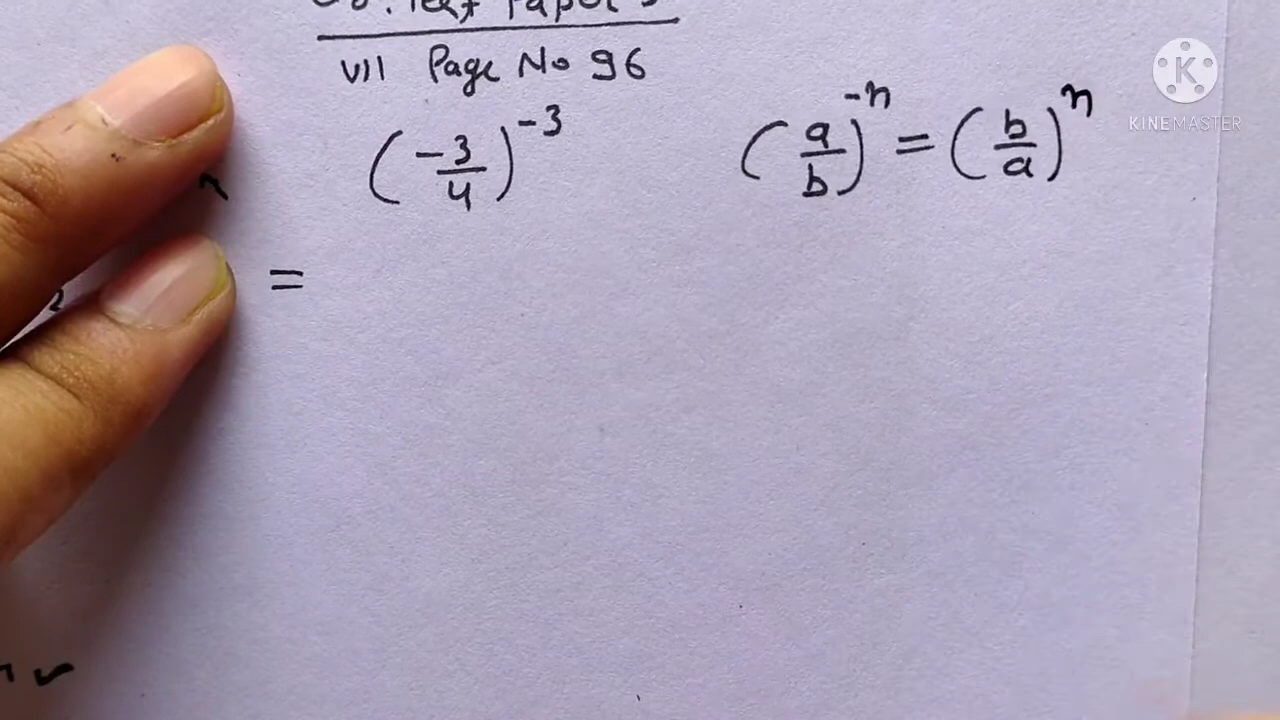 VII Page No 96
(-3/4)^-3
(a/b)^-n = (b/a)^n
=
K
KINEMASTER